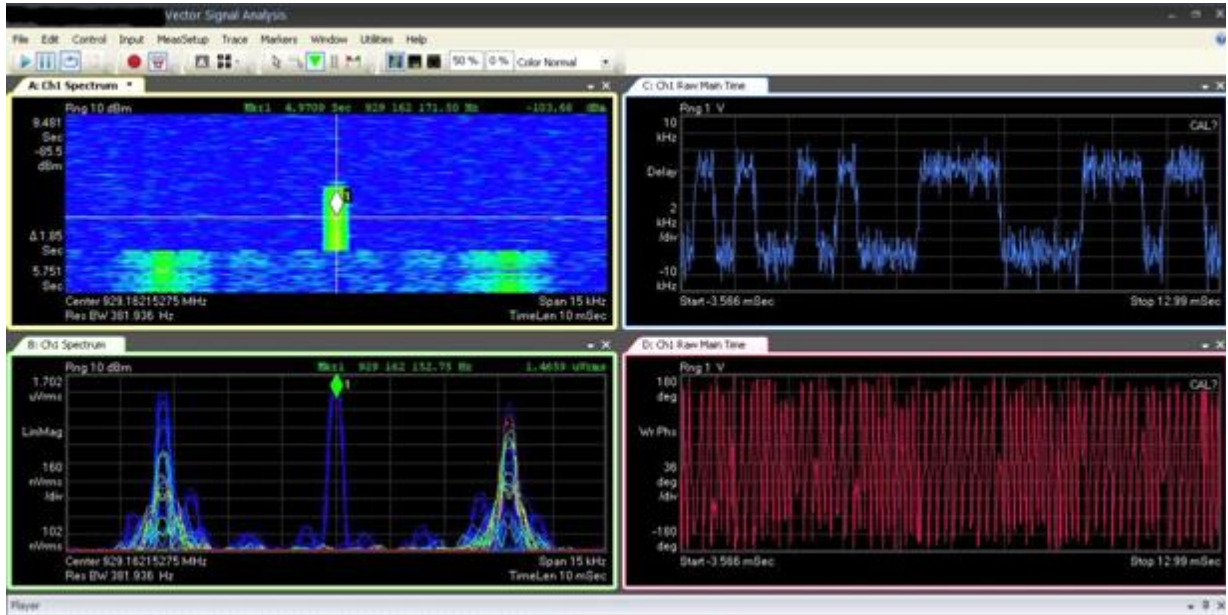 Vector Signal Analysis
File Edit Control Input MeasSetup Trace Markers Window Utilities Help
50 % 0 % Color Normal
A: Ch1 Spectrum *
Rng 10 dBm Mkr1 4.9709 Sec 929 162 171.50 Hz -103.68 dBm
9.481
Sec
-85.5
dBm
1
Δ 1.85
Sec
5.751
Sec
Center 929.16215275 MHz Span 15 kHz
Res BW 381.936 Hz TimeLen 10 mSec
C: Ch1 Raw Main Time
Rng 1 V
10
kHz
CAL?
Delay
2
kHz
/div
-10
kHz
Start -3.566 mSec Stop 12.99 mSec
B: Ch1 Spectrum
Rng 10 dBm Mkr1 929 162 152.75 Hz 1.4659 uVrms
1.702
uVrms
1
LinMag
160
nVrms
/div
102
nVrms
Center 929.16215275 MHz Span 15 kHz
Res BW 381.936 Hz TimeLen 10 mSec
D: Ch1 Raw Main Time
Rng 1 V
180
deg
CAL?
Wr Phs
36
deg
/div
-180
deg
Start -3.566 mSec Stop 12.99 mSec
Player